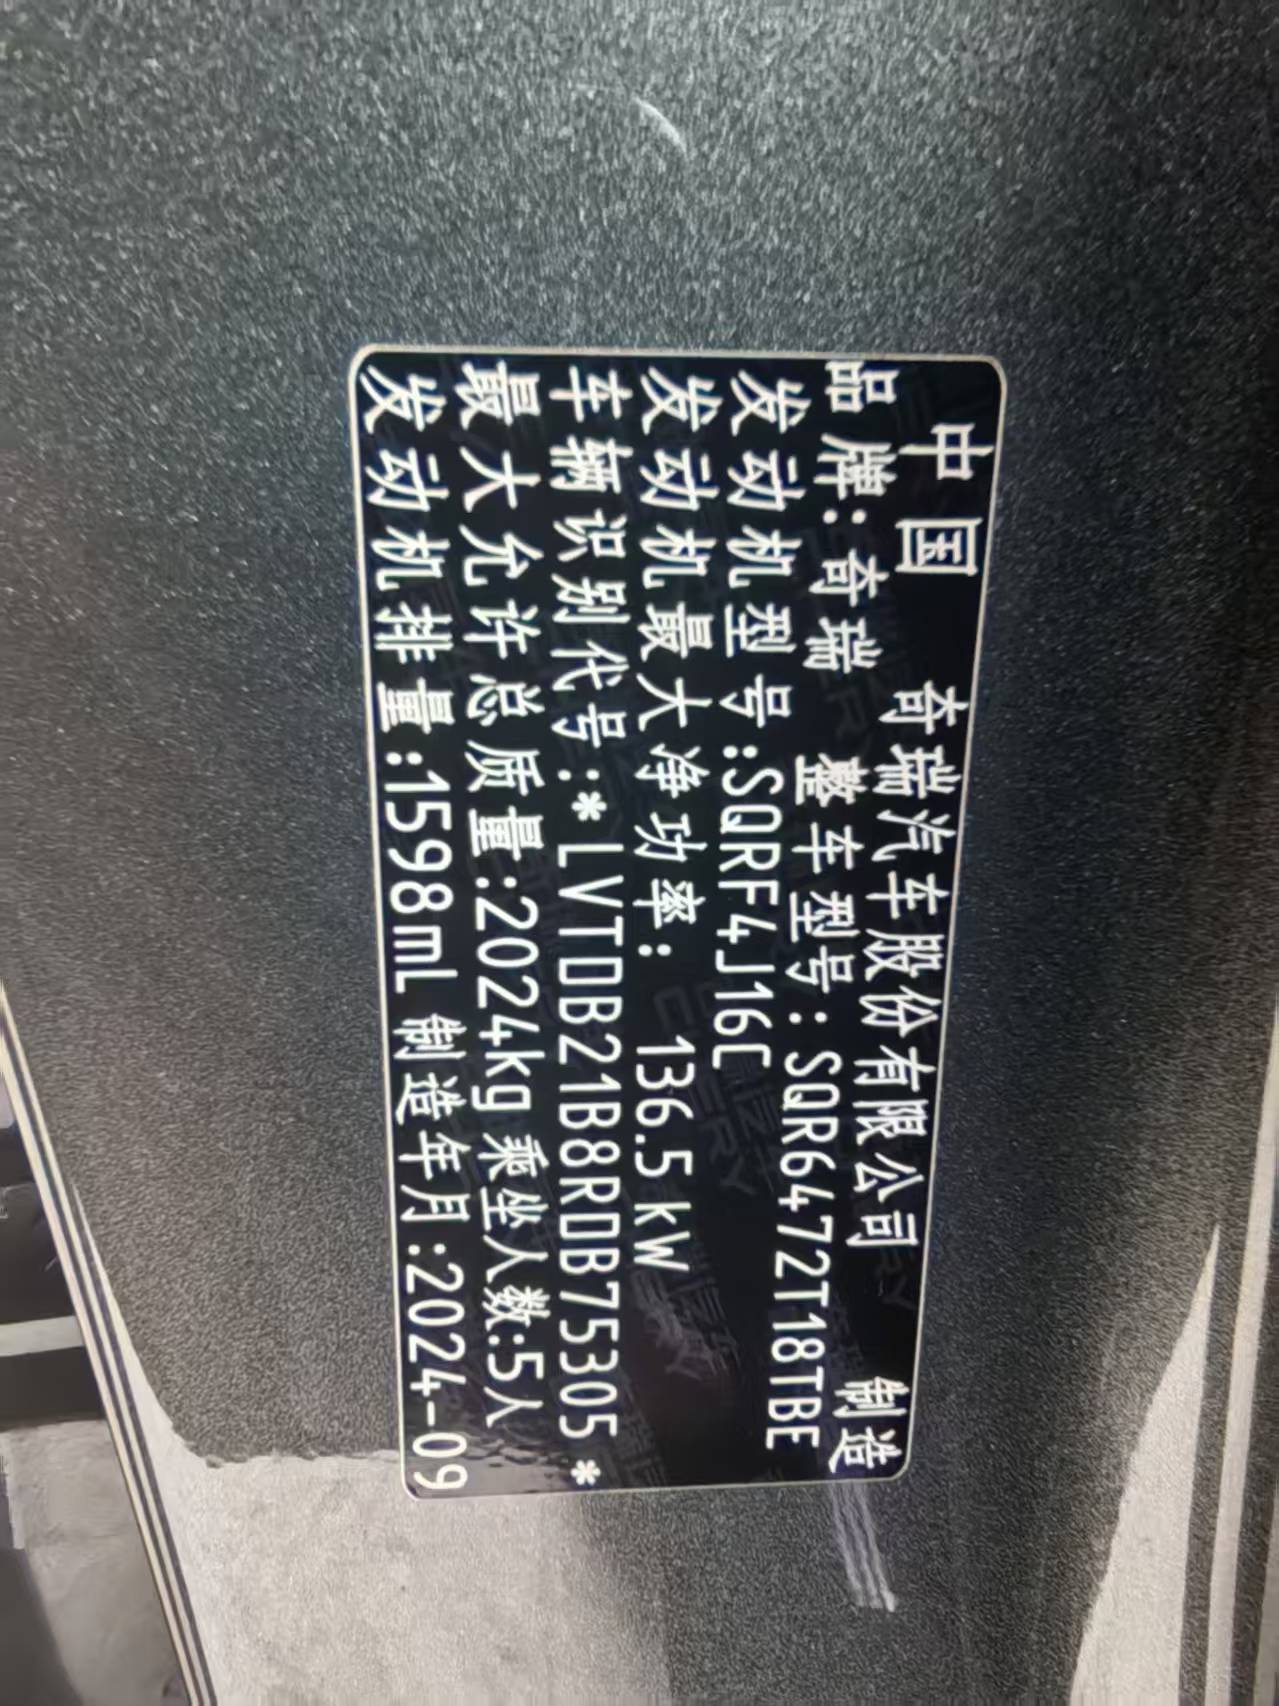 中国 奇瑞汽车股份有限公司 制造
品牌:奇瑞 整车型号:SQR6472T18TBE
发动机型号:SQRF4J16C
发动机最大净功率: 136.5kW
车辆识别代号:*LVTDB21B8RDB75305*
最大允许总质量:2024kg 乘坐人数:5人
发动机排量:1598mL 制造年月:2024-09